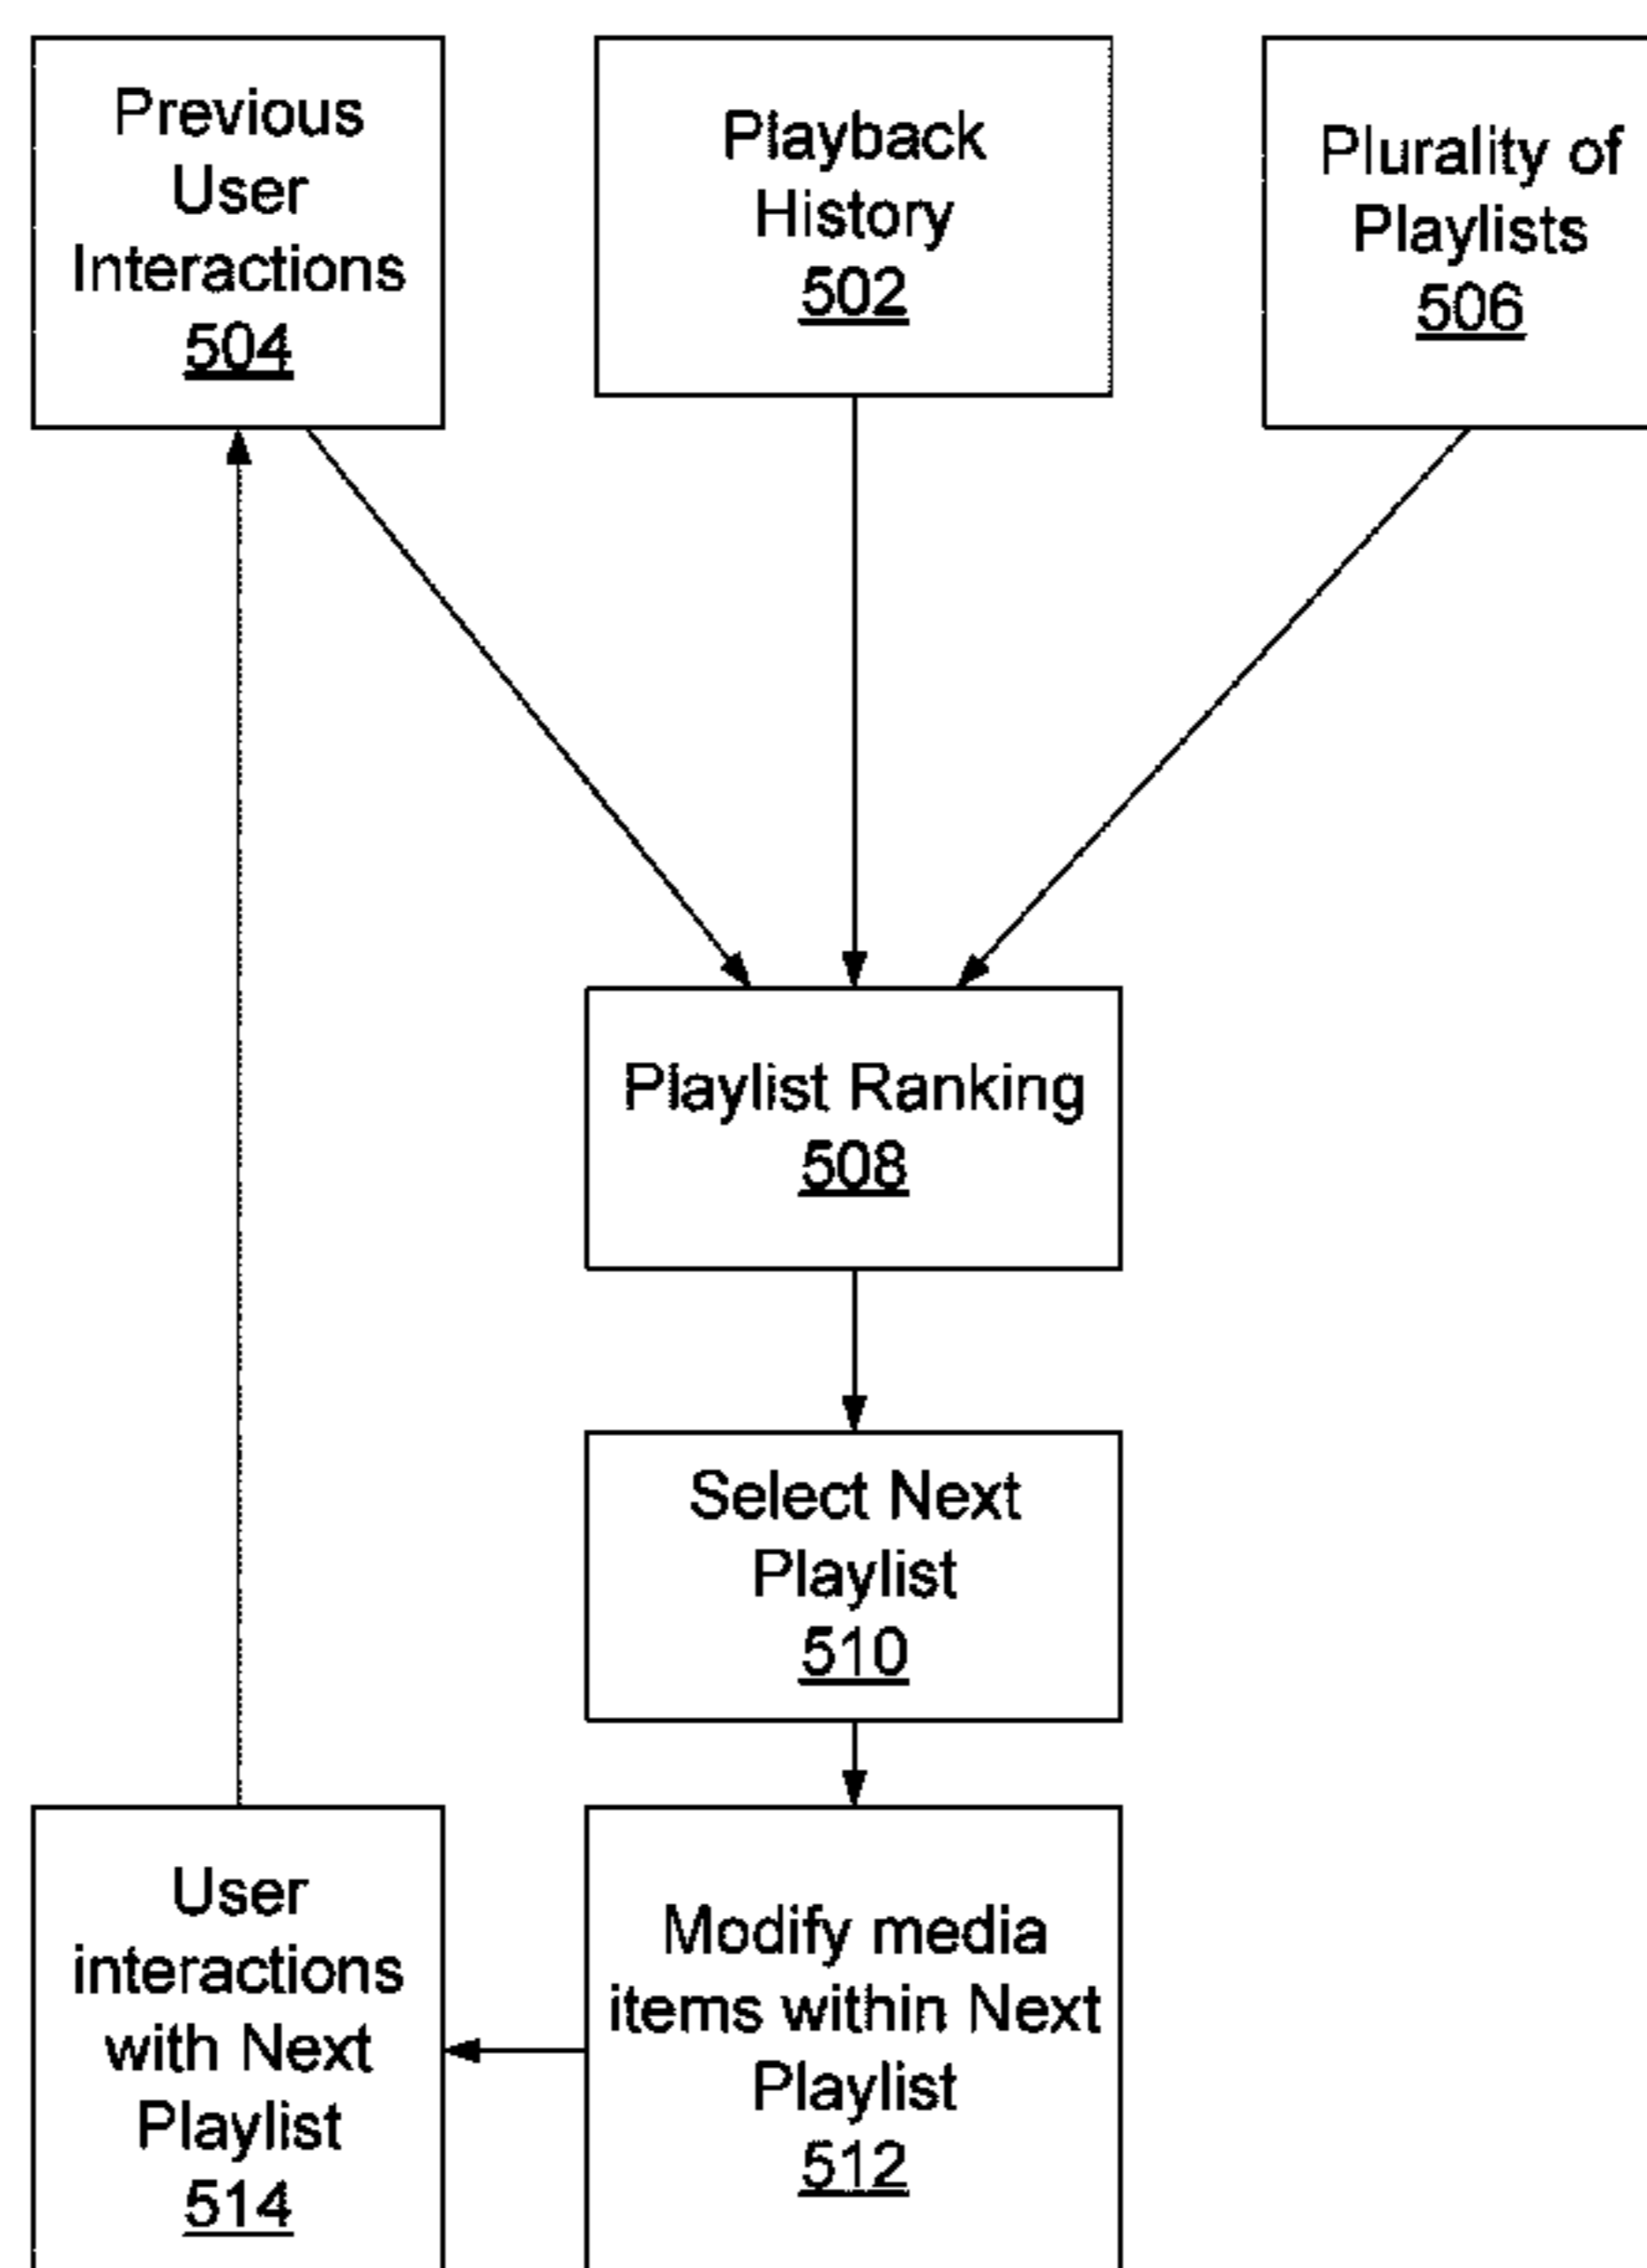 Previous
User
Interactions
504
Playback
History
502
Plurality of
Playlists
506
Playlist Ranking
508
Select Next
Playlist
510
User
interactions
with Next
Playlist
514
Modify media
items within Next
Playlist
512